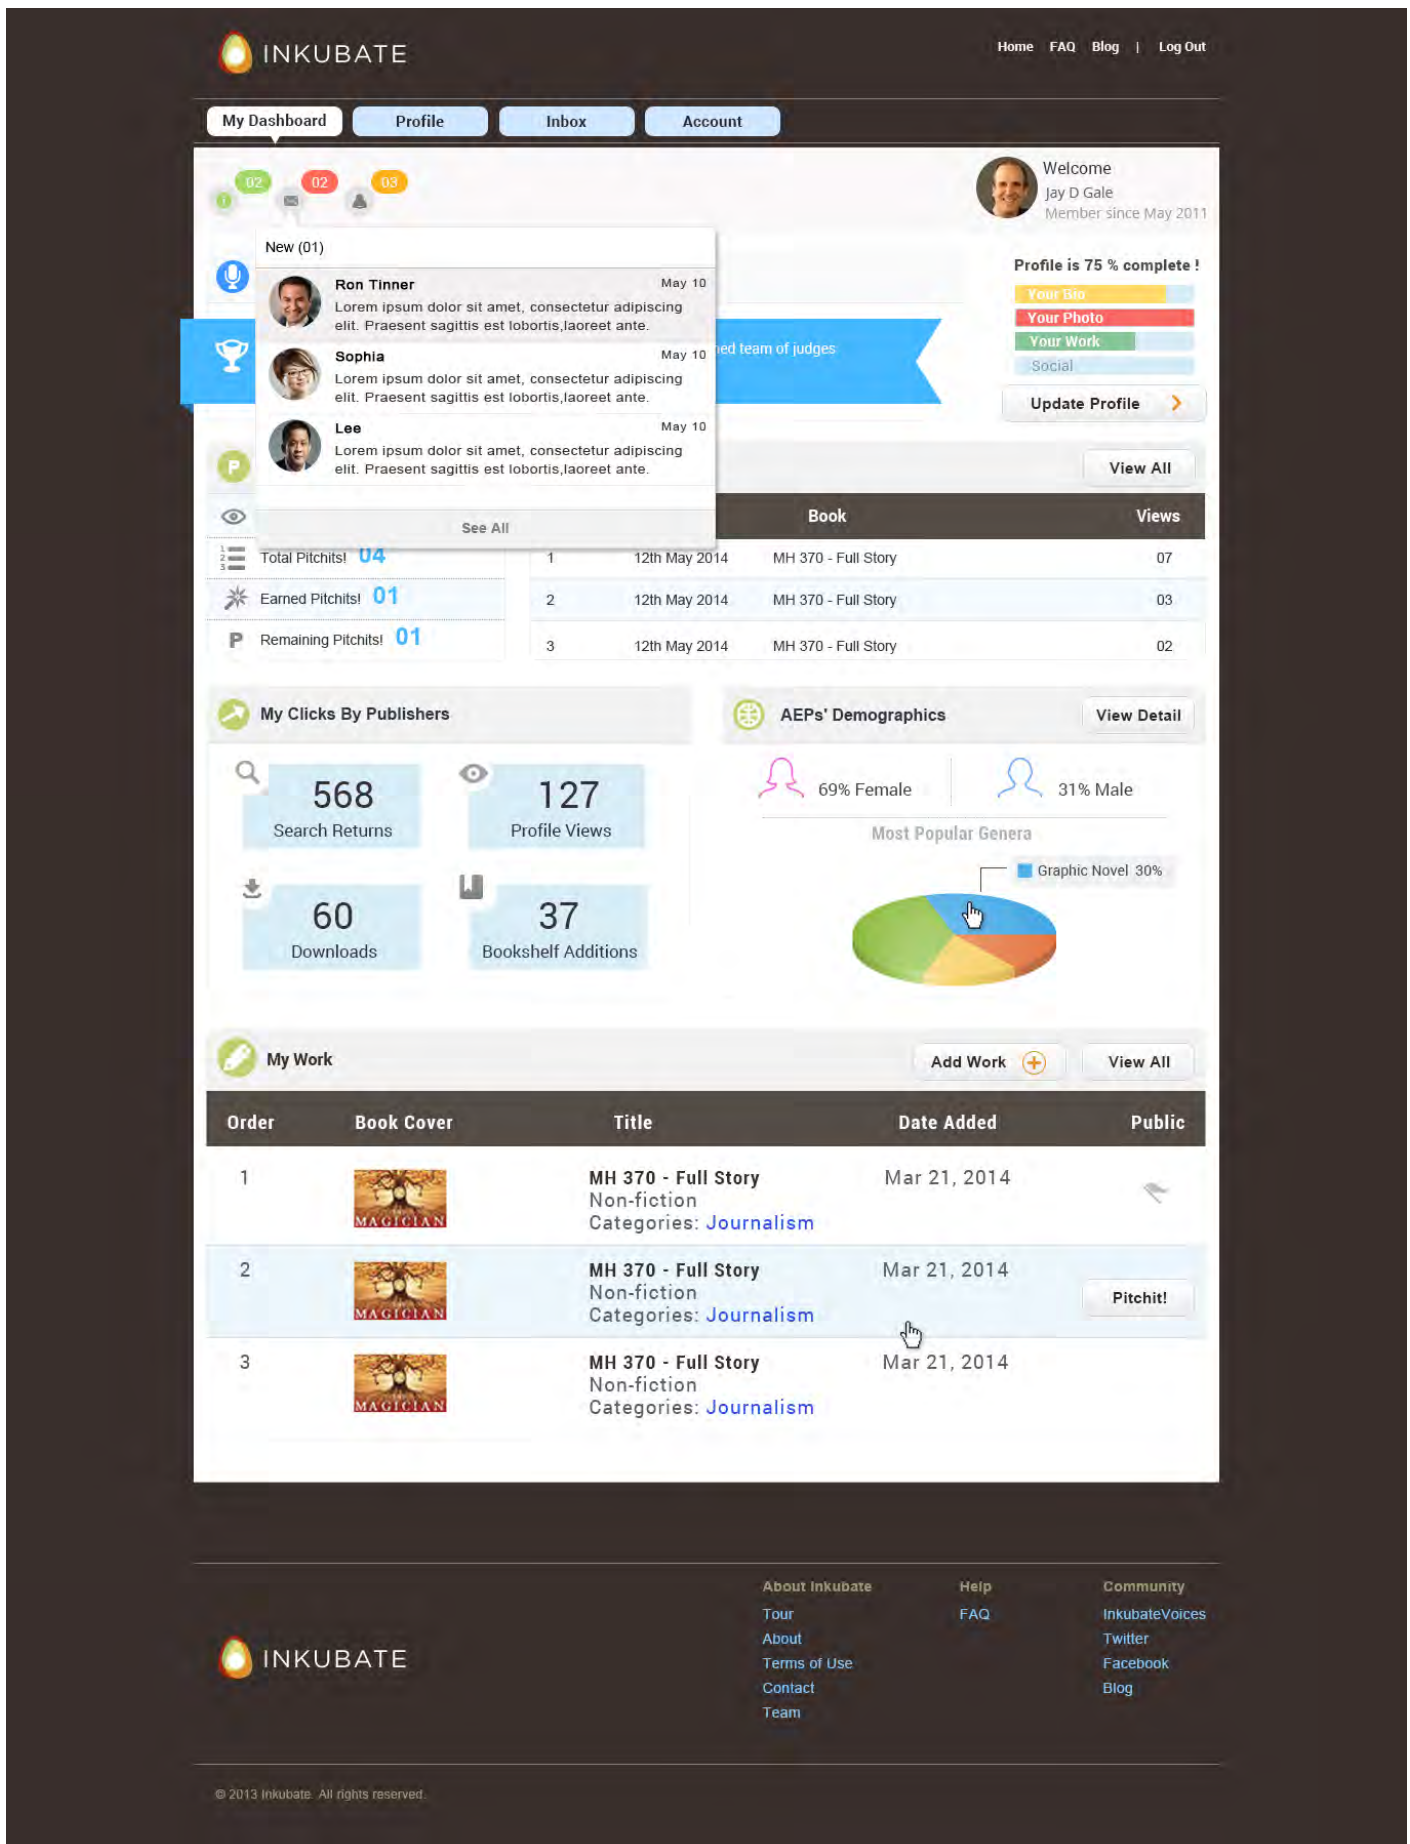 INKUBATE
Home FAQ Blog | Log Out
My Dashboard Profile Inbox Account
02 02 03
Welcome
Jay D Gale
Member since May 2011
New (01)
Ron Tinner May 10
Lorem ipsum dolor sit amet, consectetur adipiscing
elit. Praesent sagittis est lobortis,laoreet ante.
Sophia May 10
Lorem ipsum dolor sit amet, consectetur adipiscing
elit. Praesent sagittis est lobortis,laoreet ante.
Lee May 10
Lorem ipsum dolor sit amet, consectetur adipiscing
elit. Praesent sagittis est lobortis,laoreet ante.
See All
team of judges
Profile is 75 % complete !
Your Bio
Your Photo
Your Work
Social
Update Profile
P
View All
Book Views
Total Pitchits! 04
Earned Pitchits! 01
P Remaining Pitchits! 01
1 12th May 2014 MH 370 - Full Story 07
2 12th May 2014 MH 370 - Full Story 03
3 12th May 2014 MH 370 - Full Story 02
My Clicks By Publishers
568
Search Returns
127
Profile Views
60
Downloads
37
Bookshelf Additions
AEPs' Demographics View Detail
69% Female 31% Male
Most Popular Genera
Graphic Novel 30%
My Work Add Work View All
Order Book Cover Title Date Added Public
1 MH 370 - Full Story Mar 21, 2014
Non-fiction
Categories: Journalism
MAGICIAN
2 MH 370 - Full Story Mar 21, 2014
Non-fiction
Categories: Journalism
MAGICIAN
Pitchit!
3 MH 370 - Full Story Mar 21, 2014
Non-fiction
Categories: Journalism
MAGICIAN
INKUBATE
About Inkubate
Tour
About
Terms of Use
Contact
Team
Help
FAQ
Community
InkubateVoices
Twitter
Facebook
Blog
© 2013 Inkubate. All rights reserved.